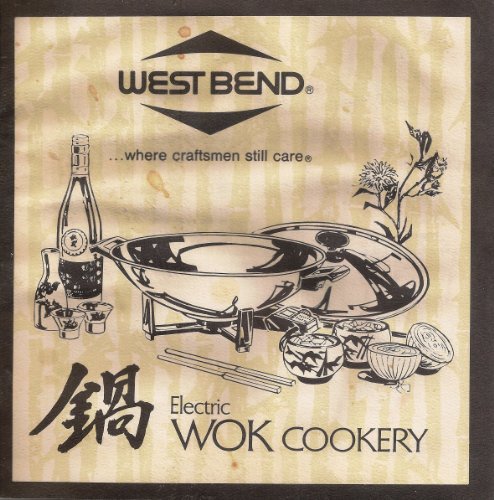 WEST BEND®
...where craftsmen still care®
鍋
Electric
WOK COOKERY